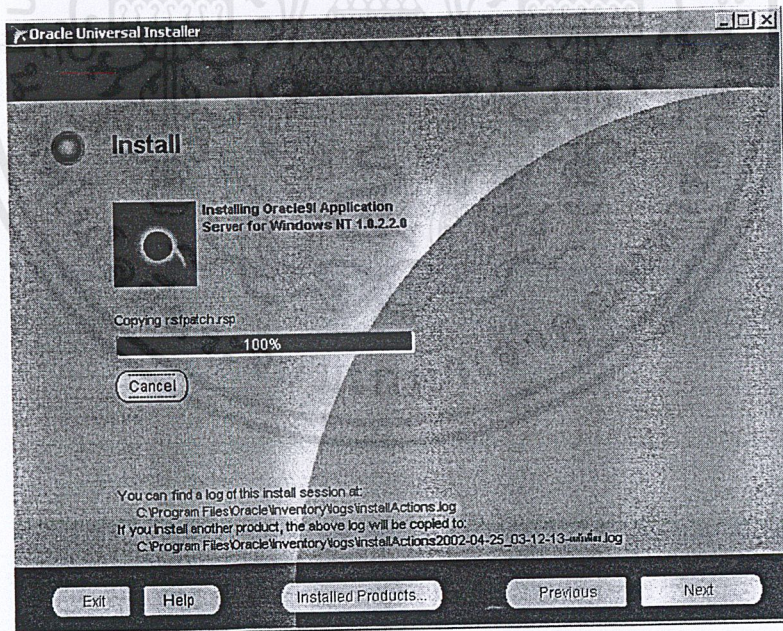 Oracle Universal Installer
Install
Installing Oracle9i Application
Server for Windows NT 1.0.2.2.0
Copying rsfpatch.rsp
100%
Cancel
You can find a log of this install session at:
C:\Program Files\Oracle\Inventory\logs\installActions.log
If you install another product, the above log will be copied to:
C:\Program Files\Oracle\Inventory\logs\installActions2002-04-25_03-12-13-
Exit
Help
Installed Products...
Previous
Next